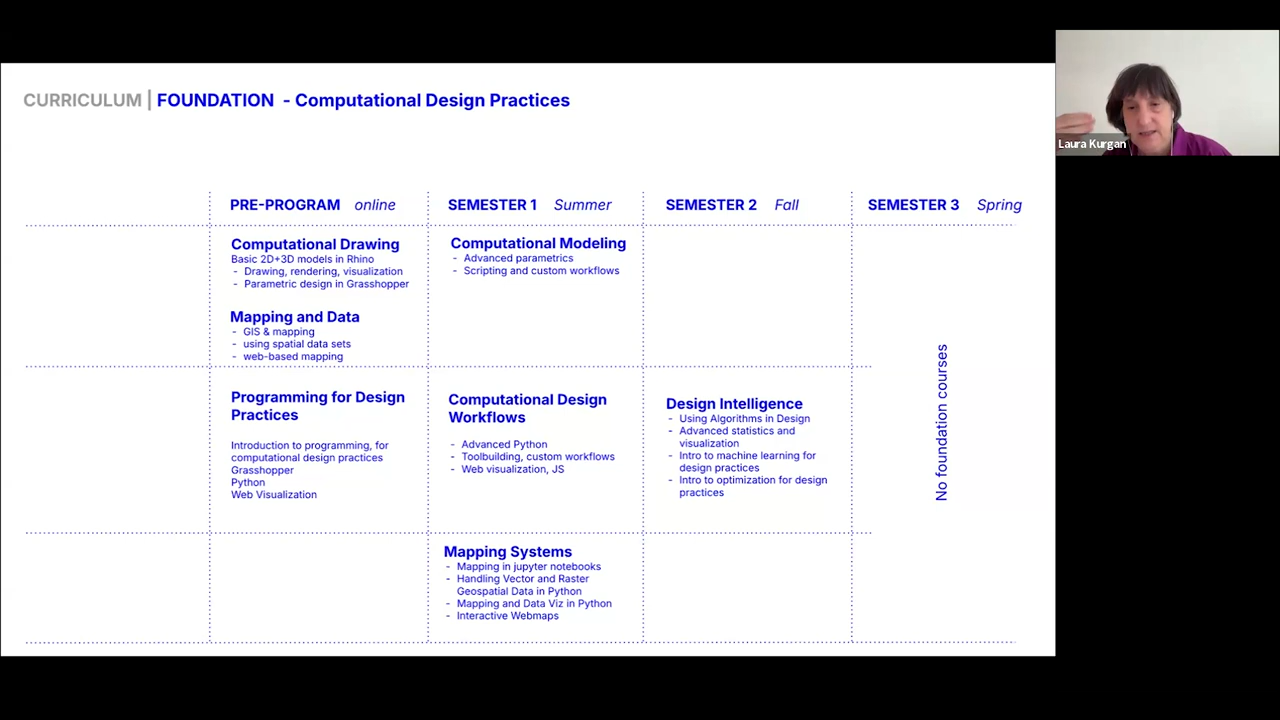 CURRICULUM | FOUNDATION - Computational Design Practices
Laura Kurgan
PRE-PROGRAM online
SEMESTER 1 Summer
SEMESTER 2 Fall
SEMESTER 3 Spring
Computational Drawing
Basic 2D+3D models in Rhino
- Drawing, rendering, visualization
- Parametric design in Grasshopper
Mapping and Data
- GIS & mapping
- using spatial data sets
- web-based mapping
Computational Modeling
- Advanced parametrics
- Scripting and custom workflows
Programming for Design
Practices
Introduction to programming, for
computational design practices
Grasshopper
Python
Web Visualization
Computational Design
Workflows
- Advanced Python
- Toolbuilding, custom workflows
- Web visualization, JS
Design Intelligence
- Using Algorithms in Design
- Advanced statistics and
visualization
- Intro to machine learning for
design practices
- Intro to optimization for design
practices
No foundation courses
Mapping Systems
- Mapping in jupyter notebooks
- Handling Vector and Raster
Geospatial Data in Python
- Mapping and Data Viz in Python
- Interactive Webmaps